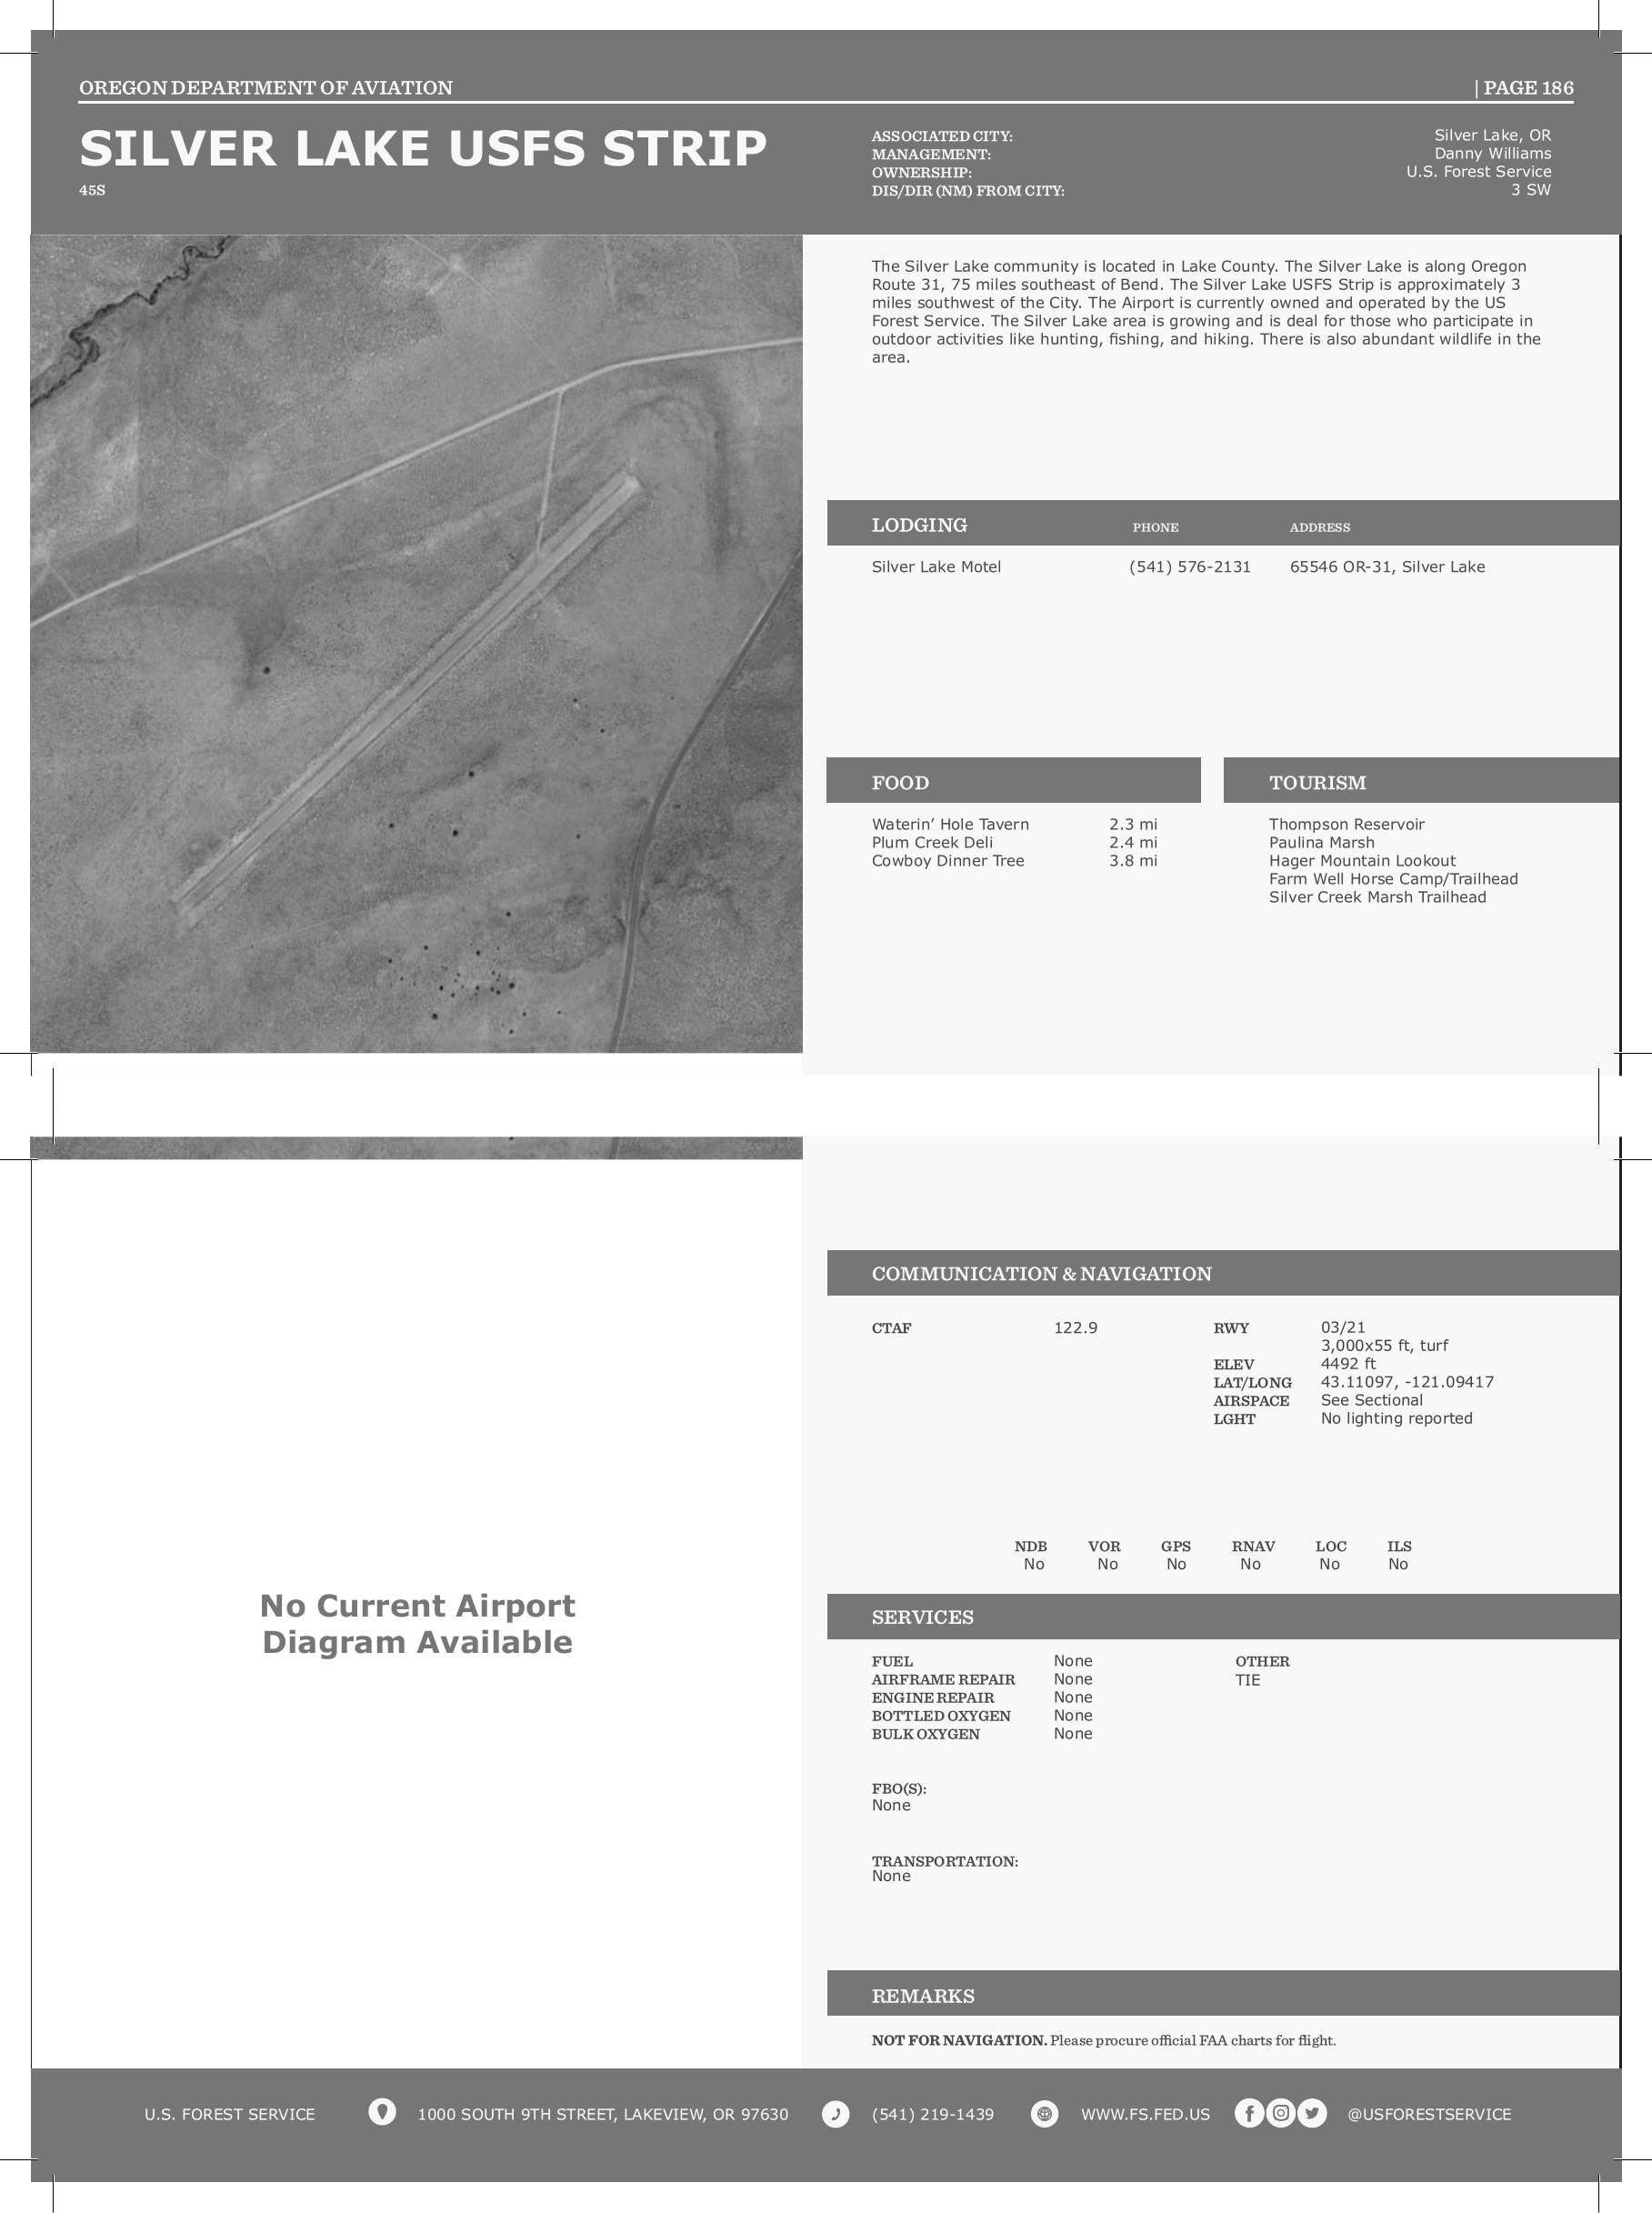 OREGON DEPARTMENT OF AVIATION
| PAGE 186
SILVER LAKE USFS STRIP
45S
ASSOCIATED CITY: Silver Lake, OR
MANAGEMENT: Danny Williams
OWNERSHIP: U.S. Forest Service
DIS/DIR (NM) FROM CITY: 3 SW
The Silver Lake community is located in Lake County. The Silver Lake is along Oregon
Route 31, 75 miles southeast of Bend. The Silver Lake USFS Strip is approximately 3
miles southwest of the City. The Airport is currently owned and operated by the US
Forest Service. The Silver Lake area is growing and is deal for those who participate in
outdoor activities like hunting, fishing, and hiking. There is also abundant wildlife in the
area.
LODGING PHONE ADDRESS
Silver Lake Motel (541) 576-2131 65546 OR-31, Silver Lake
FOOD
Waterin’ Hole Tavern 2.3 mi
Plum Creek Deli 2.4 mi
Cowboy Dinner Tree 3.8 mi
TOURISM
Thompson Reservoir
Paulina Marsh
Hager Mountain Lookout
Farm Well Horse Camp/Trailhead
Silver Creek Marsh Trailhead
No Current Airport
Diagram Available
COMMUNICATION & NAVIGATION
CTAF 122.9
RWY 03/21
3,000x55 ft, turf
ELEV 4492 ft
LAT/LONG 43.11097, -121.09417
AIRSPACE See Sectional
LGHT No lighting reported
NDB VOR GPS RNAV LOC ILS
No No No No No No
SERVICES
FUEL None
AIRFRAME REPAIR None
ENGINE REPAIR None
BOTTLED OXYGEN None
BULK OXYGEN None
OTHER
TIE
FBO(S):
None
TRANSPORTATION:
None
REMARKS
NOT FOR NAVIGATION. Please procure official FAA charts for flight.
U.S. FOREST SERVICE 1000 SOUTH 9TH STREET, LAKEVIEW, OR 97630 (541) 219-1439 WWW.FS.FED.US @USFORESTSERVICE